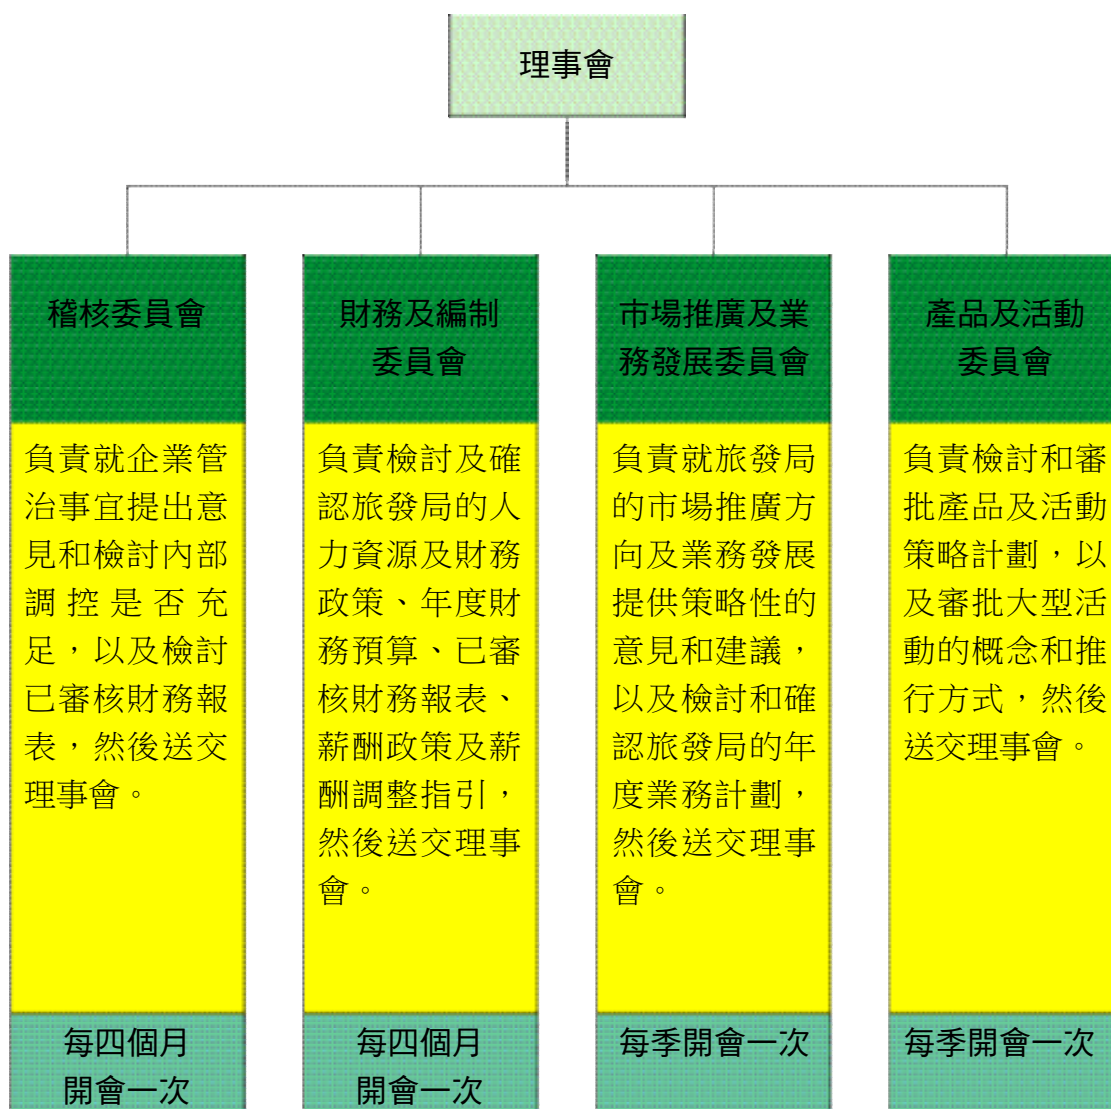 理事會
稽核委員會
負責就企業管
治事宜提出意
見和檢討內部
調控是否充
足，以及檢討
已審核財務報
表，然後送交
理事會。
每四個月
開會一次
財務及編制
委員會
負責檢討及確
認旅發局的人
力資源及財務
政策、年度財
務預算、已審
核財務報表、
薪酬政策及薪
酬調整指引，
然後送交理事
會。
每四個月
開會一次
市場推廣及業
務發展委員會
負責就旅發局
的市場推廣方
向及業務發展
提供策略性的
意見和建議，
以及檢討和確
認旅發局的年
度業務計劃，
然後送交理事
會。
每季開會一次
產品及活動
委員會
負責檢討和審
批產品及活動
策略計劃，以
及審批大型活
動的概念和推
行方式，然後
送交理事會。
每季開會一次